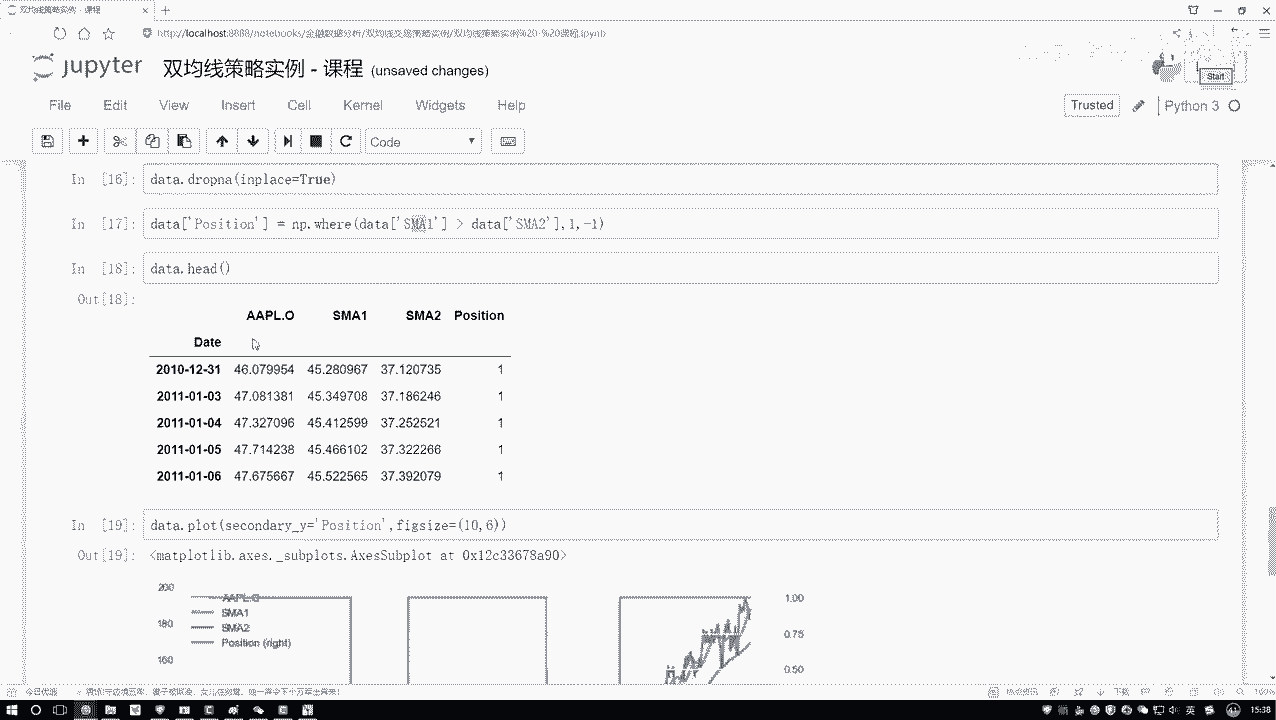 双均线策略实例 - 课程
http://localhost:8888/notebooks/金融数据分析/双均线交易策略实例/双均线策略实例%20-%20课程.ipynb
jupyter 双均线策略实例 - 课程 (unsaved changes)
Start
File Edit View Insert Cell Kernel Widgets Help
Trusted Python 3
Code
In [16]: data.dropna(inplace=True)
In [17]: data['Position'] = np.where(data['SMA1'] > data['SMA2'],1,-1)
In [18]: data.head()
Out[18]:
AAPL.O SMA1 SMA2 Position
Date
2010-12-31 46.079954 45.280967 37.120735 1
2011-01-03 47.081381 45.349708 37.186246 1
2011-01-04 47.327096 45.412599 37.252521 1
2011-01-05 47.714238 45.466102 37.322266 1
2011-01-06 47.675667 45.522565 37.392079 1
In [19]: data.plot(secondary_y='Position',figsize=(10,6))
Out[19]: <matplotlib.axes._subplots.AxesSubplot at 0x12c33678a90>
200
180
160
AAPL.O
SMA1
SMA2
Position (right)
1.00
0.75
0.50
今日优选
下载
100%
英
15:38